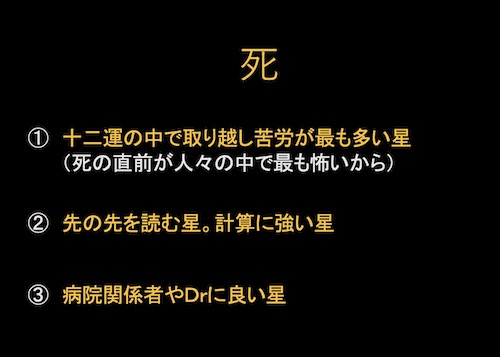 死
① 十二運の中で取り越し苦労が最も多い星
（死の直前が人々の中で最も怖いから）
② 先の先を読む星。計算に強い星
③ 病院関係者やDrに良い星